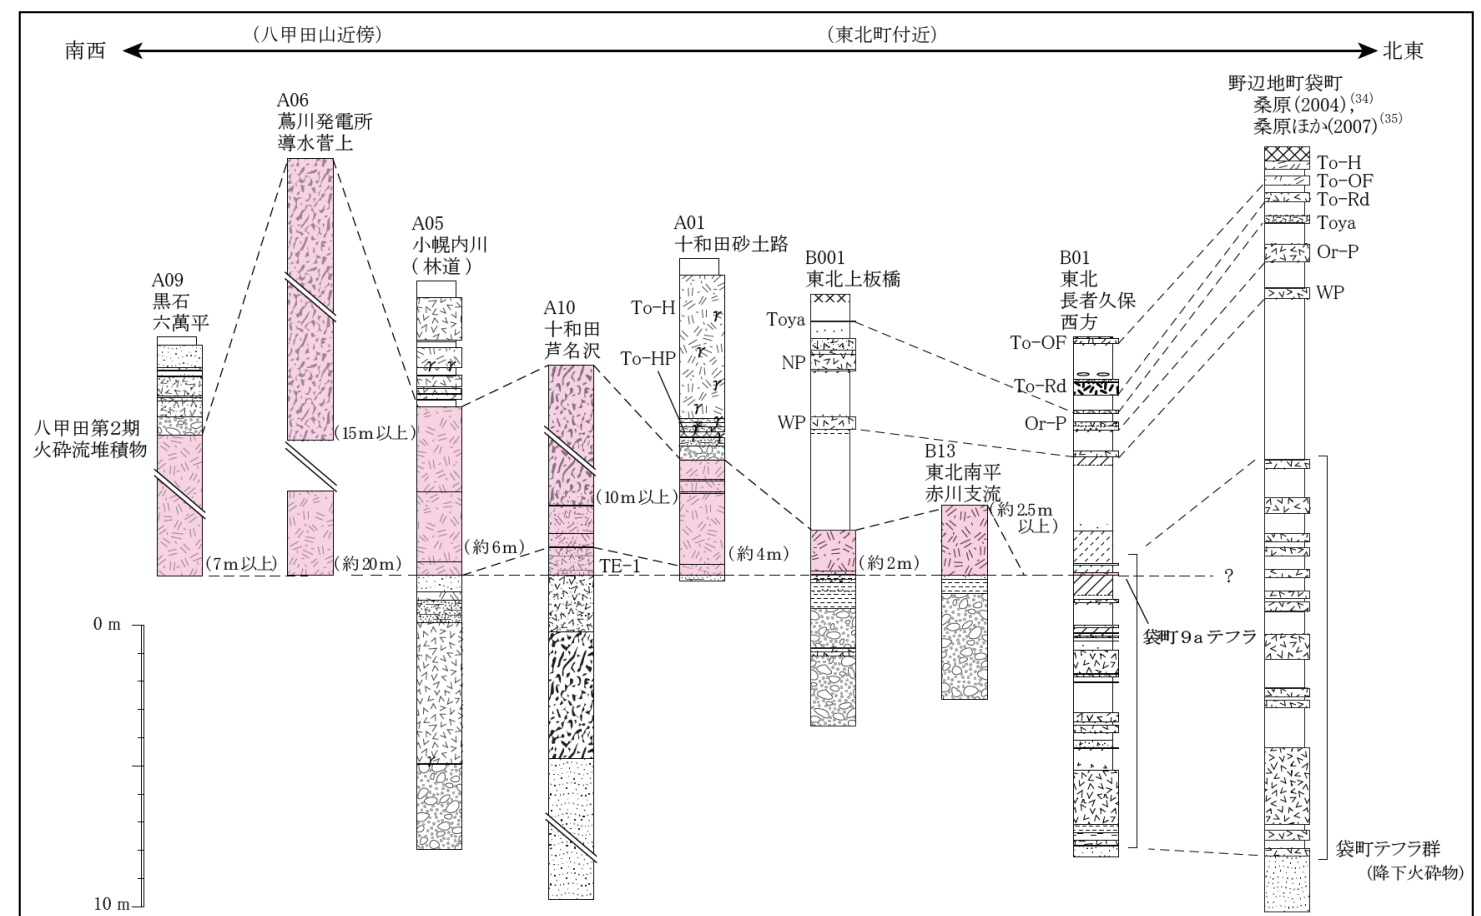 (八甲田山近傍)
(東北町付近)
南西
北東
野辺地町袋町
桑原(2004),(34)
桑原ほか(2007)(35)
To-H
To-OF
To-Rd
Toya
Or-P
WP
A06
蔦川発電所
導水菅上
A05
小幌内川
(林道)
A01
十和田砂土路
B001
東北上板橋
B01
東北
長者久保
西方
A09
黒石
六萬平
A10
十和田
芦名沢
To-H
To-HP
Toya
NP
WP
To-OF
To-Rd
Or-P
B13
東北南平
赤川支流
八甲田第2期
火砕流堆積物
(15m以上)
(10m以上)
(約2.5m
以上)
(7m以上)
(約20m)
(約6m)
TE-1
(約4m)
(約2m)
?
袋町9aテフラ
r
r
r
r
r
r
r
r
r
r
r
0 m
10 m
袋町テフラ群
(降下火砕物)